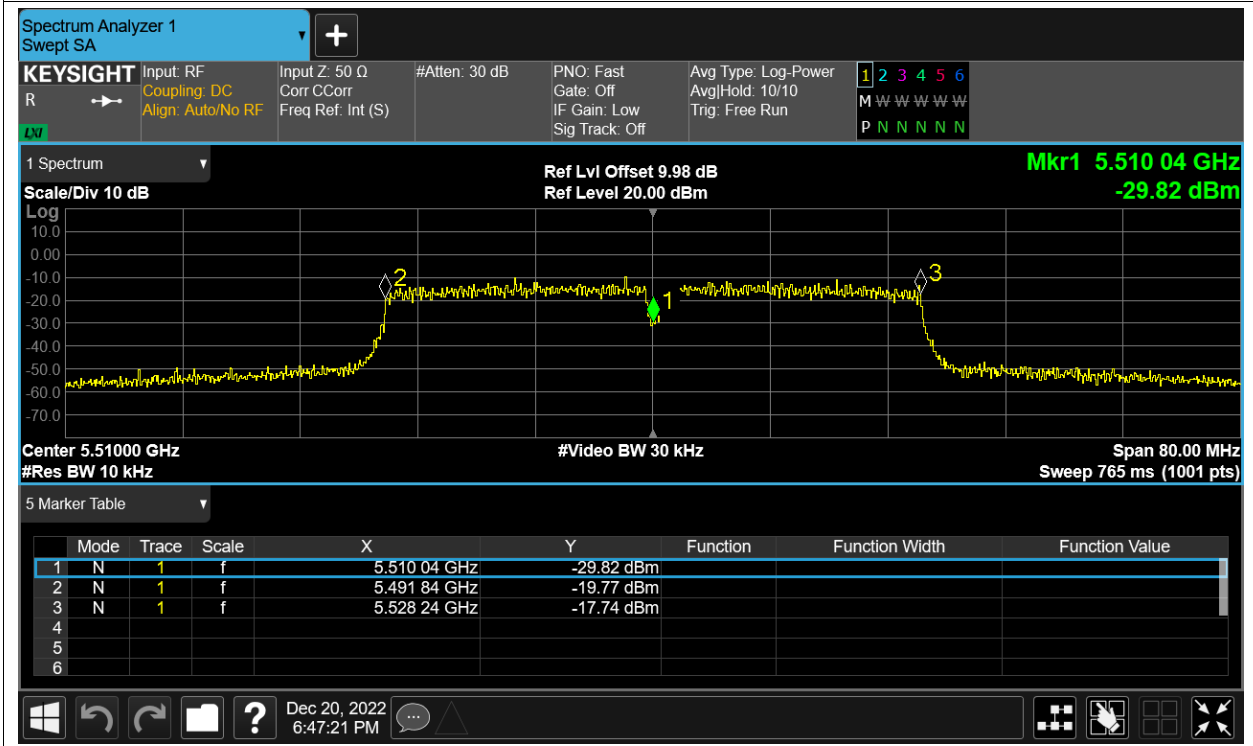 Spectrum Analyzer 1
Swept SA
KEYSIGHT
R
LXI
Input: RF
Coupling: DC
Align: Auto/No RF
Input Z: 50 Ω
Corr CCorr
Freq Ref: Int (S)
#Atten: 30 dB
PNO: Fast
Gate: Off
IF Gain: Low
Sig Track: Off
Avg Type: Log-Power
Avg|Hold: 10/10
Trig: Free Run
1 2 3 4 5 6
M W W W W W
P N N N N N
1 Spectrum
Scale/Div 10 dB
Ref Lvl Offset 9.98 dB
Ref Level 20.00 dBm
Mkr1 5.510 04 GHz
-29.82 dBm
Log
10.0
0.00
-10.0
-20.0
-30.0
-40.0
-50.0
-60.0
-70.0
2
1
3
Center 5.51000 GHz
#Res BW 10 kHz
#Video BW 30 kHz
Span 80.00 MHz
Sweep 765 ms (1001 pts)
5 Marker Table
Mode Trace Scale X Y Function Function Width Function Value
1 N 1 f 5.510 04 GHz -29.82 dBm
2 N 1 f 5.491 84 GHz -19.77 dBm
3 N 1 f 5.528 24 GHz -17.74 dBm
4
5
6
?
Dec 20, 2022
6:47:21 PM